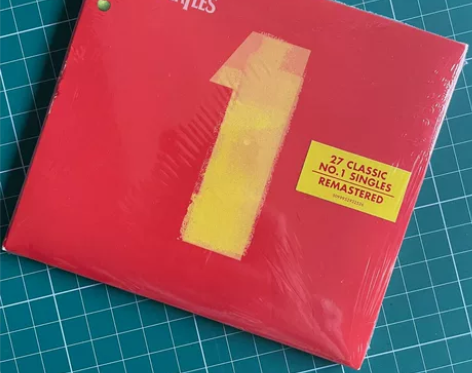 1
27 CLASSIC
NO.1 SINGLES
REMASTERED